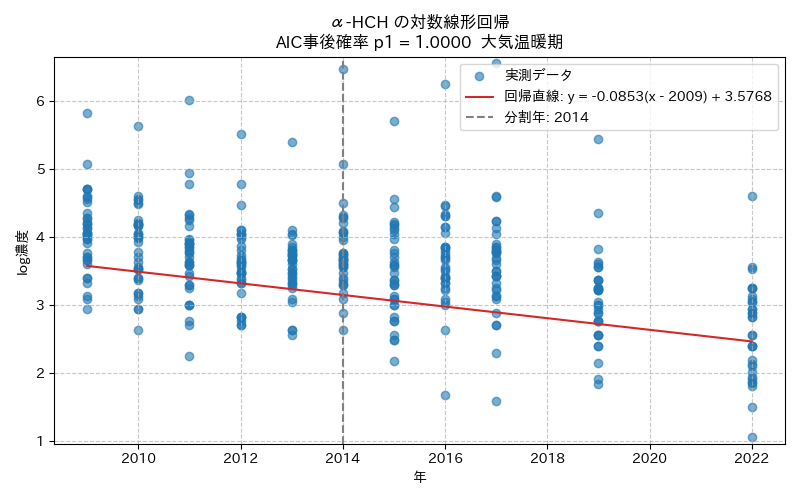 α-HCH の対数線形回帰
AIC事後確率 p1 = 1.0000 大気温暖期
実測データ
回帰直線: y = -0.0853(x - 2009) + 3.5768
分割年: 2014
log濃度
6
5
4
3
2
1
2010 2012 2014 2016 2018 2020 2022
年